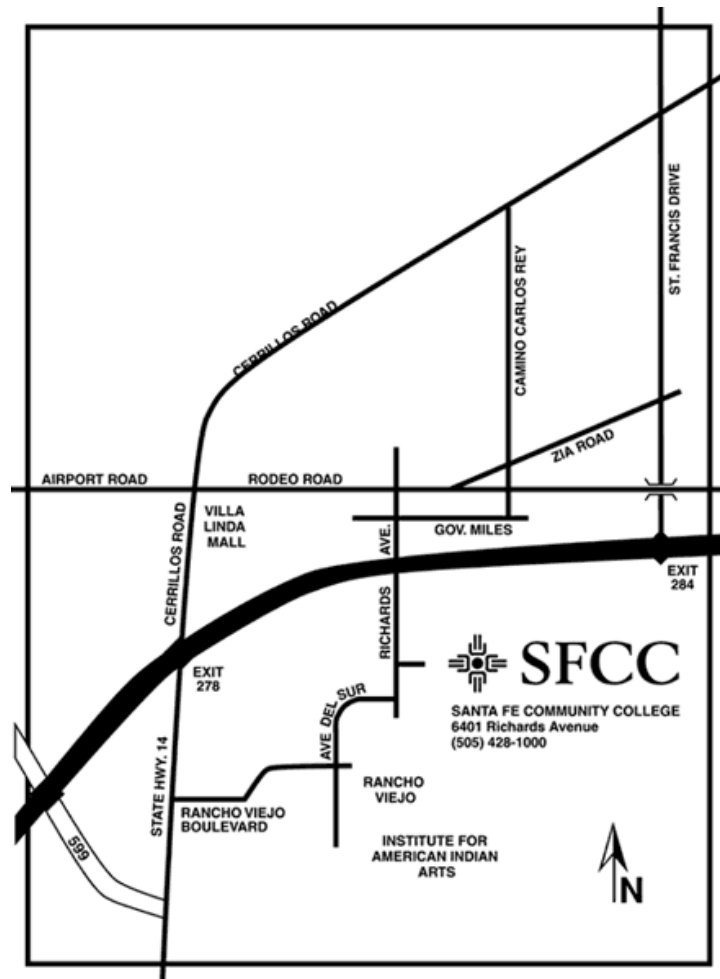 ST. FRANCIS DRIVE
CAMINO CARLOS REY
CERRILLOS ROAD
ZIA ROAD
AIRPORT ROAD
RODEO ROAD
VILLA
LINDA
MALL
CERRILLOS ROAD
GOV. MILES
RICHARDS AVE.
EXIT
284
EXIT
278
SFCC
SANTA FE COMMUNITY COLLEGE
6401 Richards Avenue
(505) 428-1000
AVE DEL SUR
STATE HWY. 14
RANCHO
VIEJO
RANCHO VIEJO
BOULEVARD
599
INSTITUTE FOR
AMERICAN INDIAN
ARTS
N